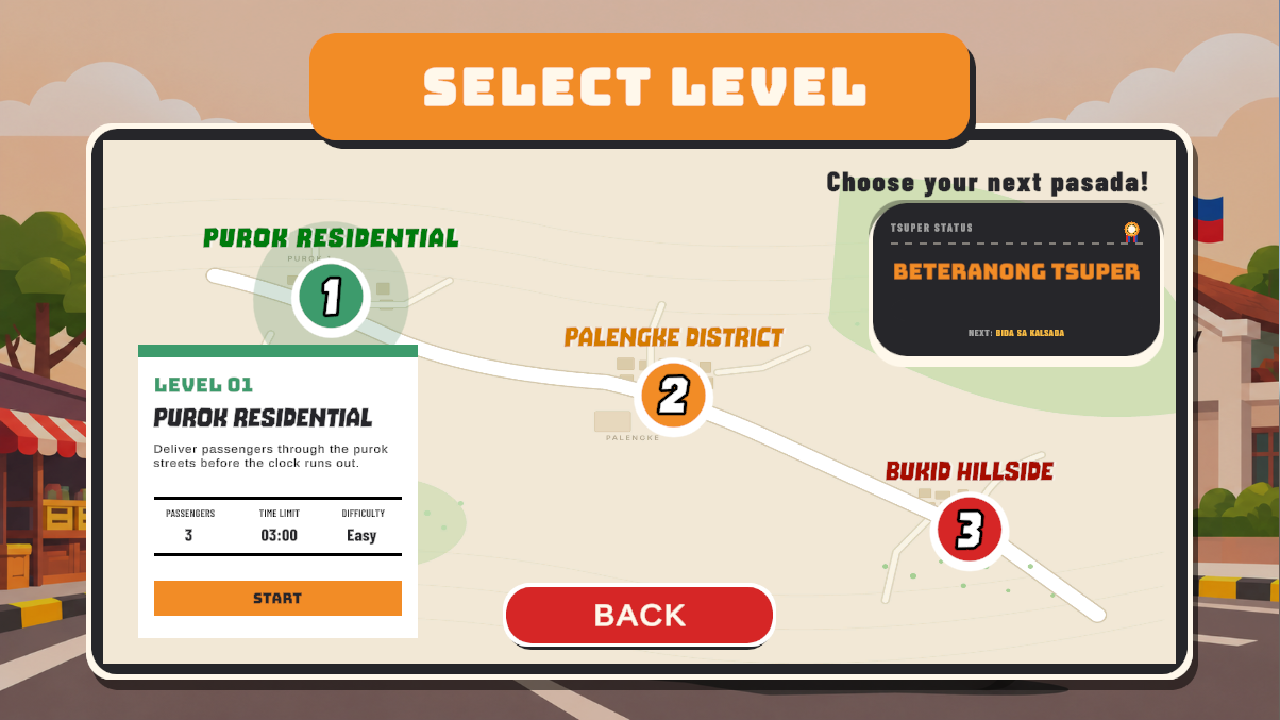 SELECT LEVEL
Choose your next pasada!
TSUPER STATUS
BETERANONG TSUPER
NEXT: BIDA SA KALSADA
PUROK RESIDENTIAL
1
PALENGKE DISTRICT
2
PALENGKE
BUKID HILLSIDE
3
LEVEL 01
PUROK RESIDENTIAL
Deliver passengers through the purok
streets before the clock runs out.
PASSENGERS TIME LIMIT DIFFICULTY
3 03:00 Easy
START
BACK